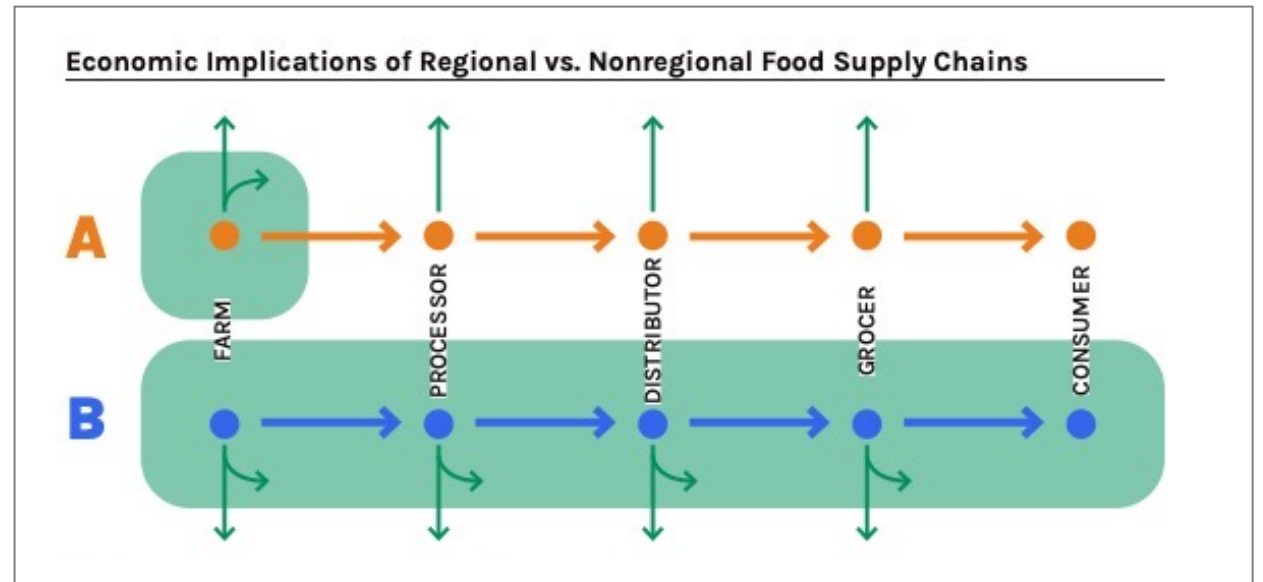 Economic Implications of Regional vs. Nonregional Food Supply Chains
A
FARM
PROCESSOR
DISTRIBUTOR
GROCER
CONSUMER
B